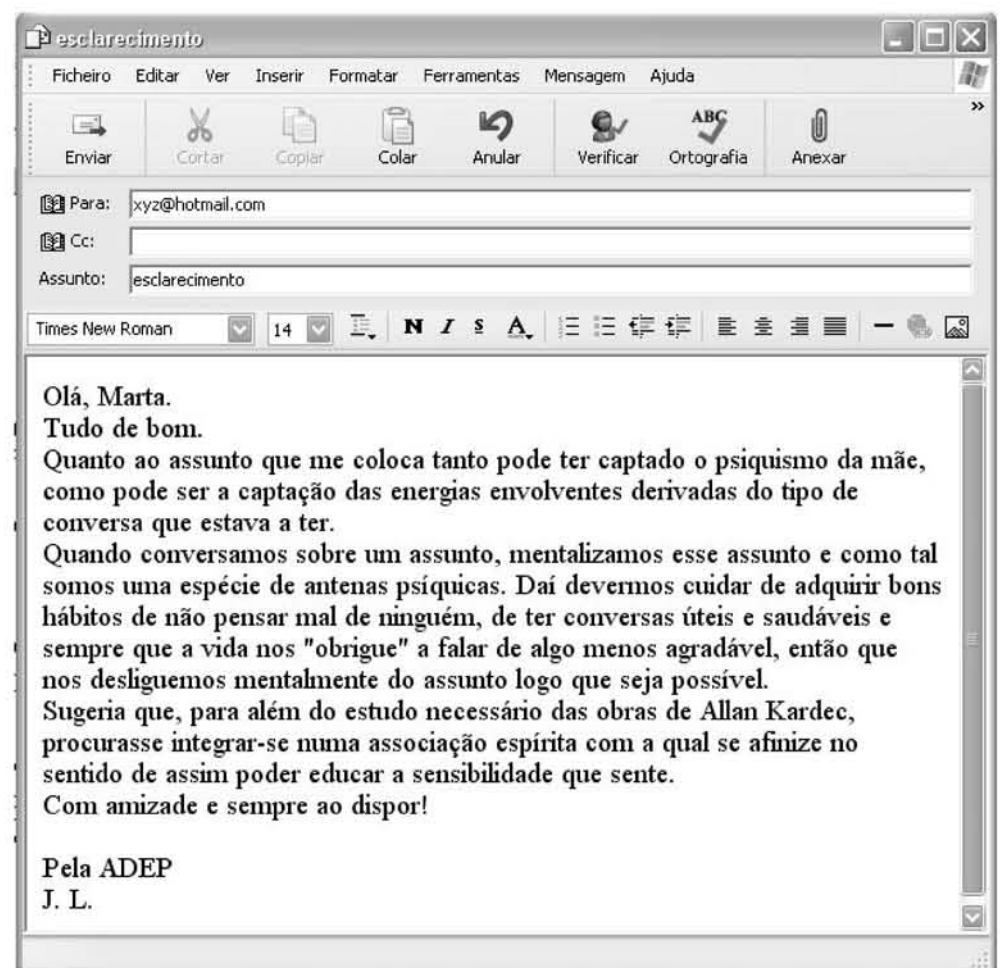 esclarecimento
Ficheiro Editar Ver Inserir Formatar Ferramentas Mensagem Ajuda
Enviar Cortar Copiar Colar Anular Verificar ABC Ortografia Anexar »
Para: xyz@hotmail.com
Cc:
Assunto: esclarecimento
Times New Roman 14 N I S A
Olá, Marta.
Tudo de bom.
Quanto ao assunto que me coloca tanto pode ter captado o psiquismo da mãe,
como pode ser a captação das energias envolventes derivadas do tipo de
conversa que estava a ter.
Quando conversamos sobre um assunto, mentalizamos esse assunto e como tal
somos uma espécie de antenas psíquicas. Daí devermos cuidar de adquirir bons
hábitos de não pensar mal de ninguém, de ter conversas úteis e saudáveis e
sempre que a vida nos "obrigue" a falar de algo menos agradável, então que
nos desliguemos mentalmente do assunto logo que seja possível.
Sugeria que, para além do estudo necessário das obras de Allan Kardec,
procurasse integrar-se numa associação espírita com a qual se afinize no
sentido de assim poder educar a sensibilidade que sente.
Com amizade e sempre ao dispor!
Pela ADEP
J. L.